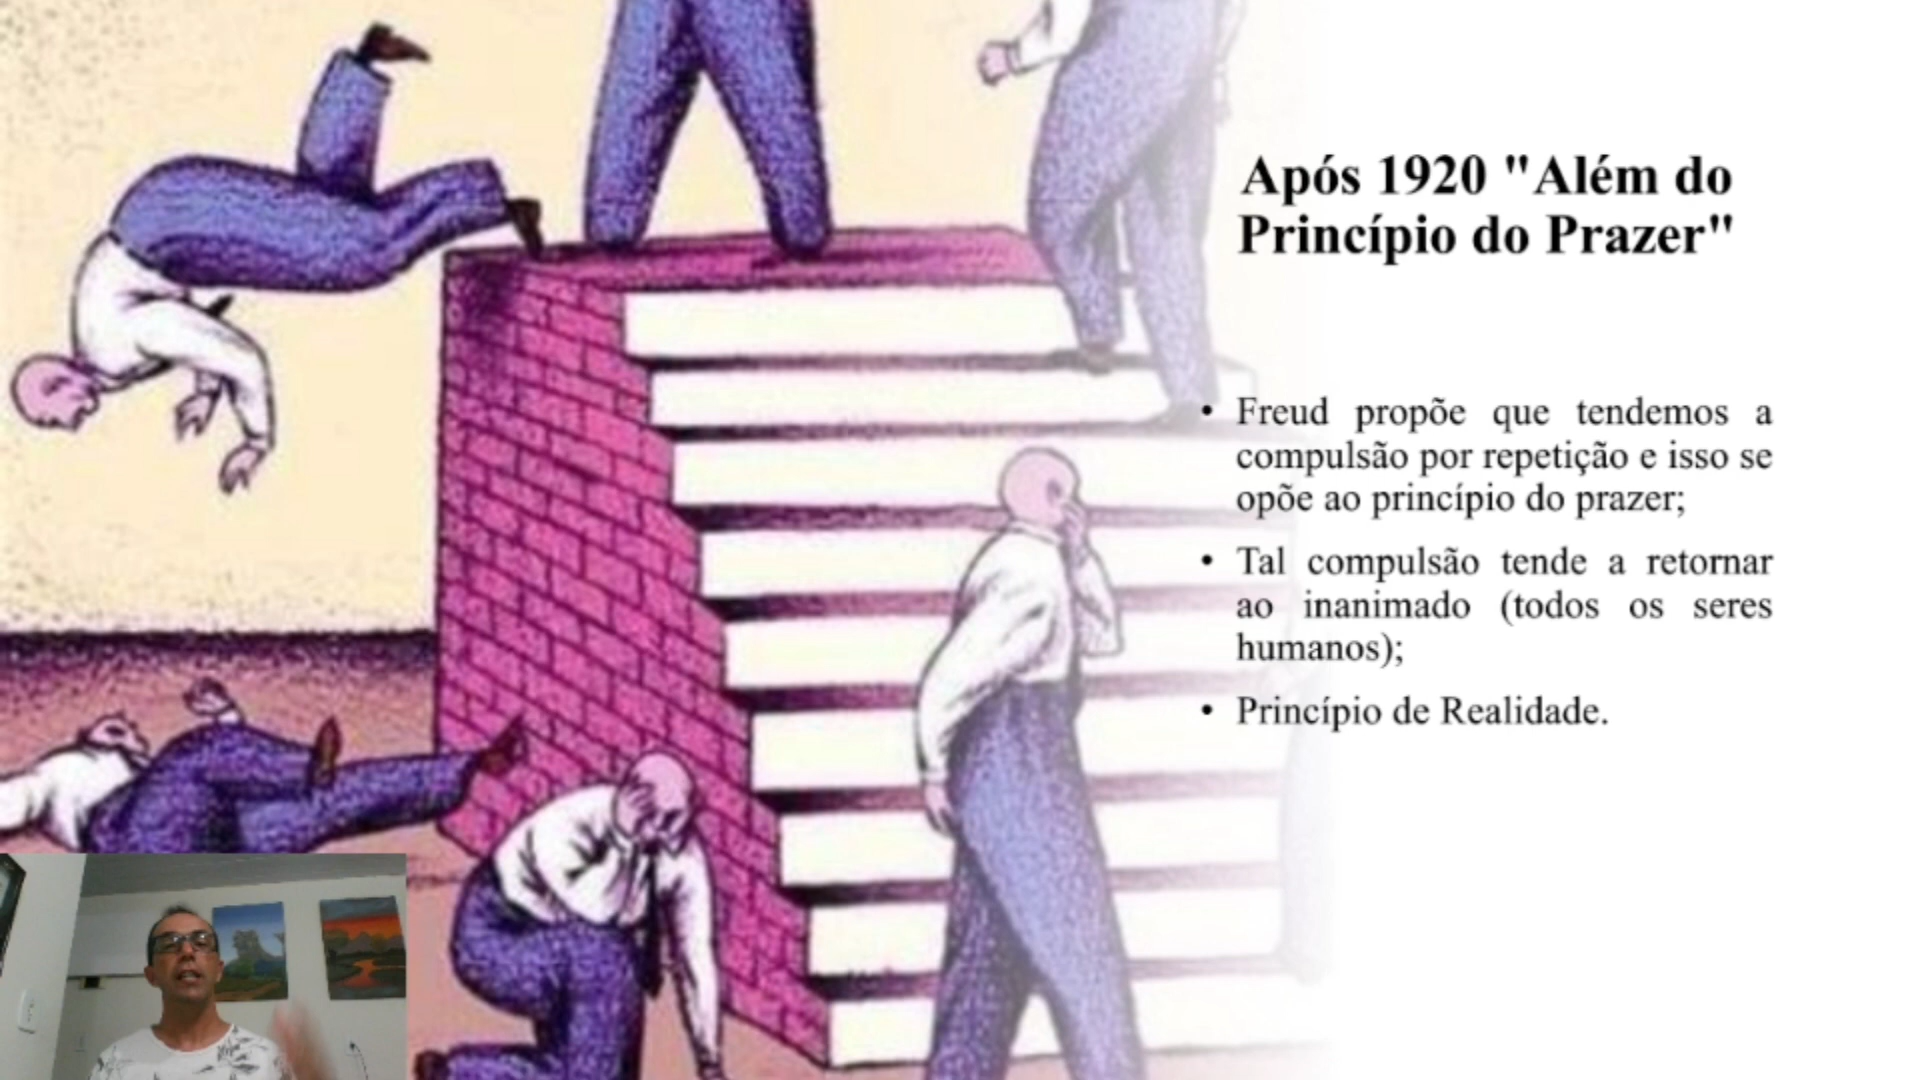 Após 1920 "Além do
Princípio do Prazer"
• Freud propõe que tendemos a
compulsão por repetição e isso se
opõe ao princípio do prazer;
• Tal compulsão tende a retornar
ao inanimado (todos os seres
humanos);
• Princípio de Realidade.